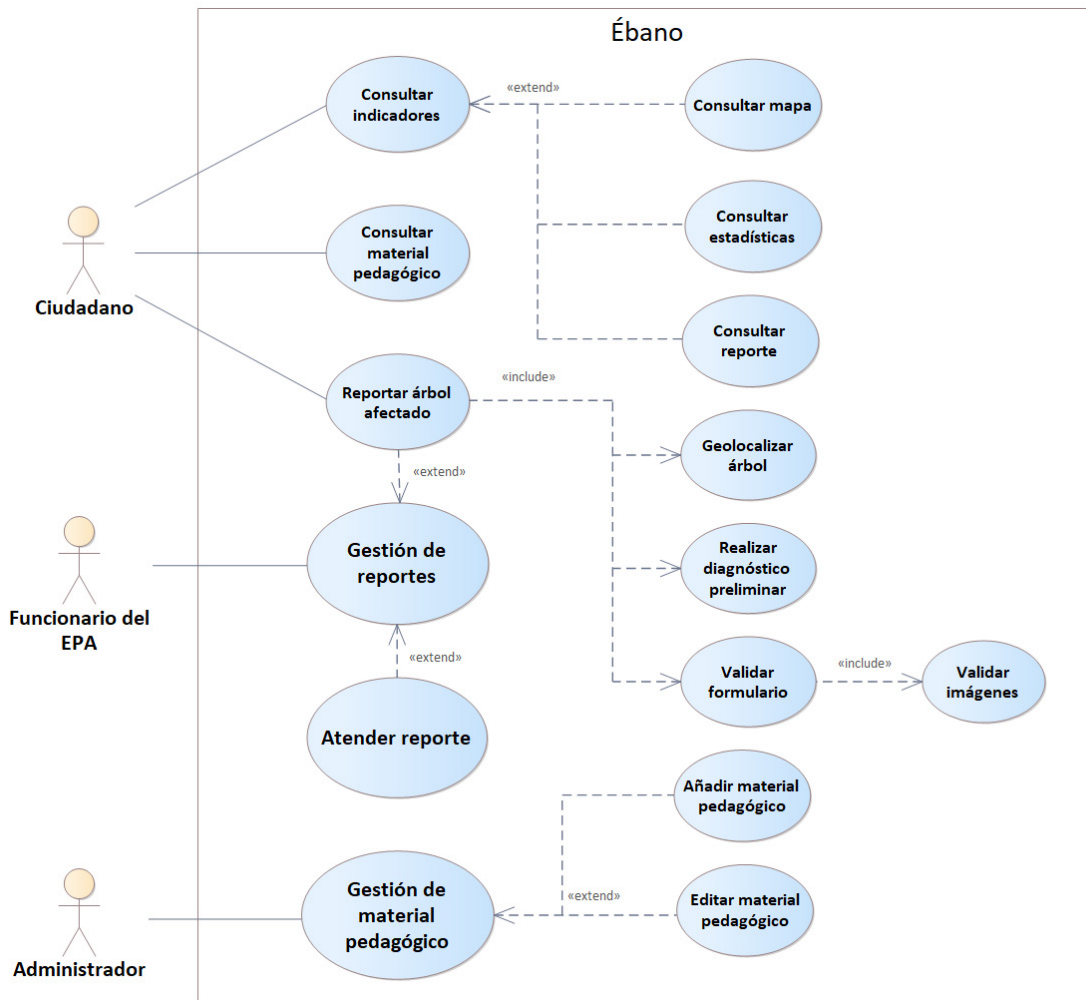 Ébano
Consultar
indicadores
«extend»
Consultar mapa
Consultar
estadísticas
Consultar
material
pedagógico
Ciudadano
Consultar
reporte
Reportar árbol
afectado
«include»
Geolocalizar
árbol
«extend»
Gestión de
reportes
Realizar
diagnóstico
preliminar
Funcionario del
EPA
«extend»
Validar
formulario
«include»
Validar
imágenes
Atender reporte
Añadir material
pedagógico
Gestión de
material
pedagógico
«extend»
Editar material
pedagógico
Administrador